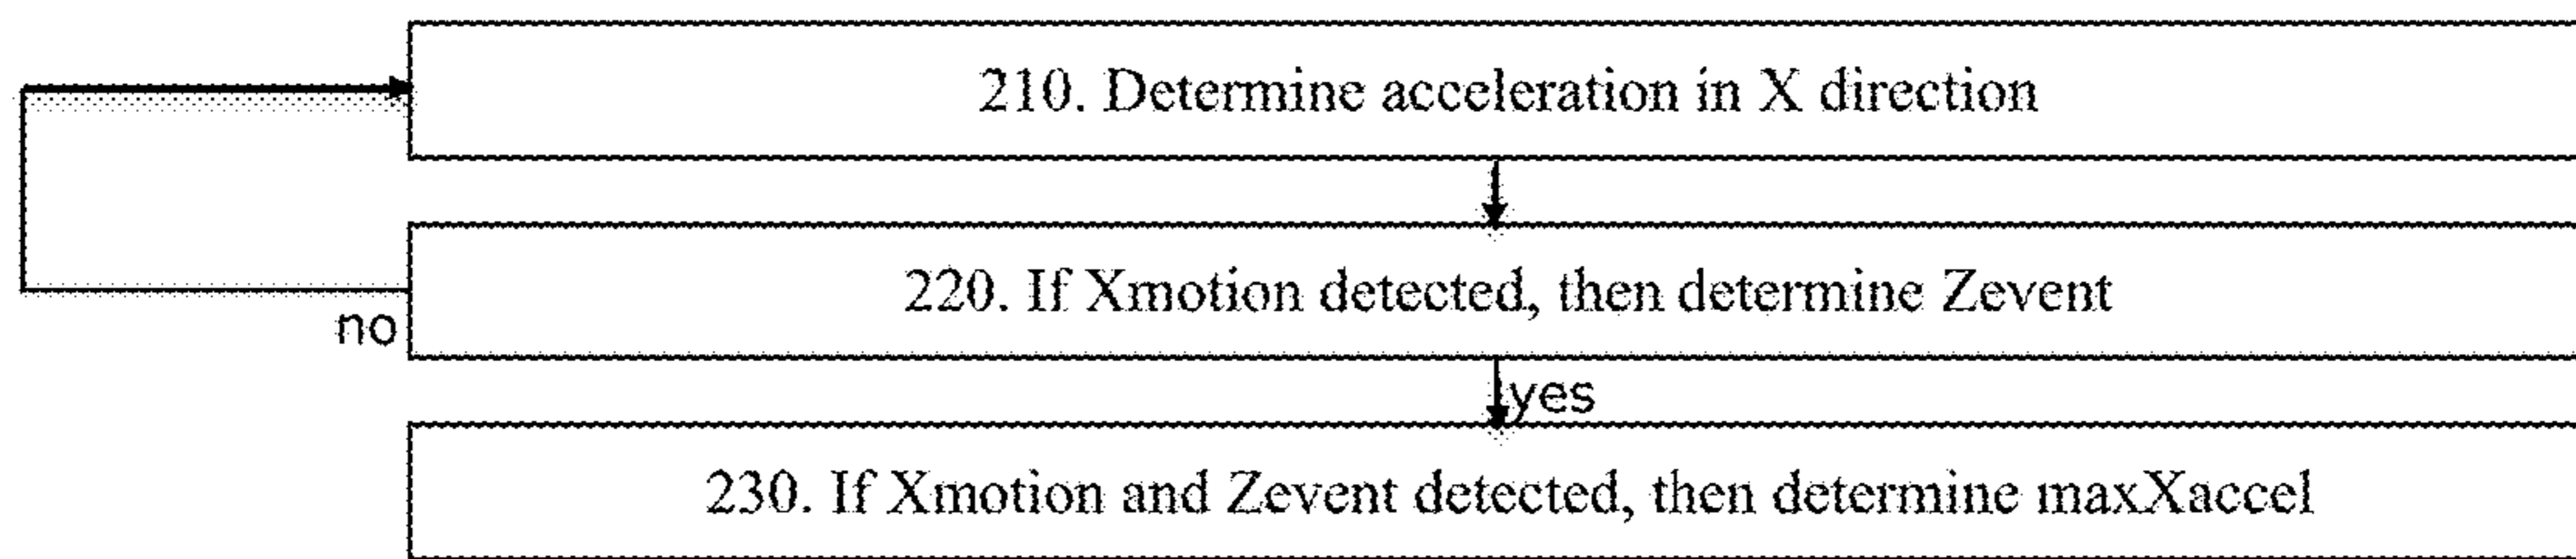 210. Determine acceleration in X direction
220. If Xmotion detected, then determine Zevent
no
yes
230. If Xmotion and Zevent detected, then determine maxXaccel